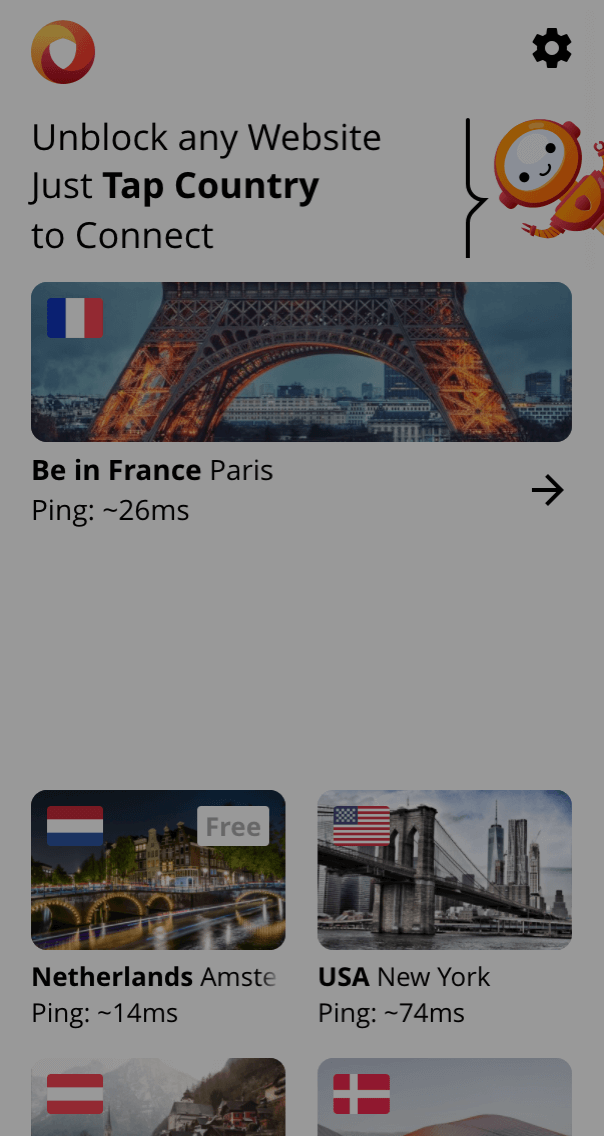 Unblock any Website
Just Tap Country
to Connect
Be in France Paris
Ping: ~26ms
Free
Netherlands Amste
Ping: ~14ms
USA New York
Ping: ~74ms